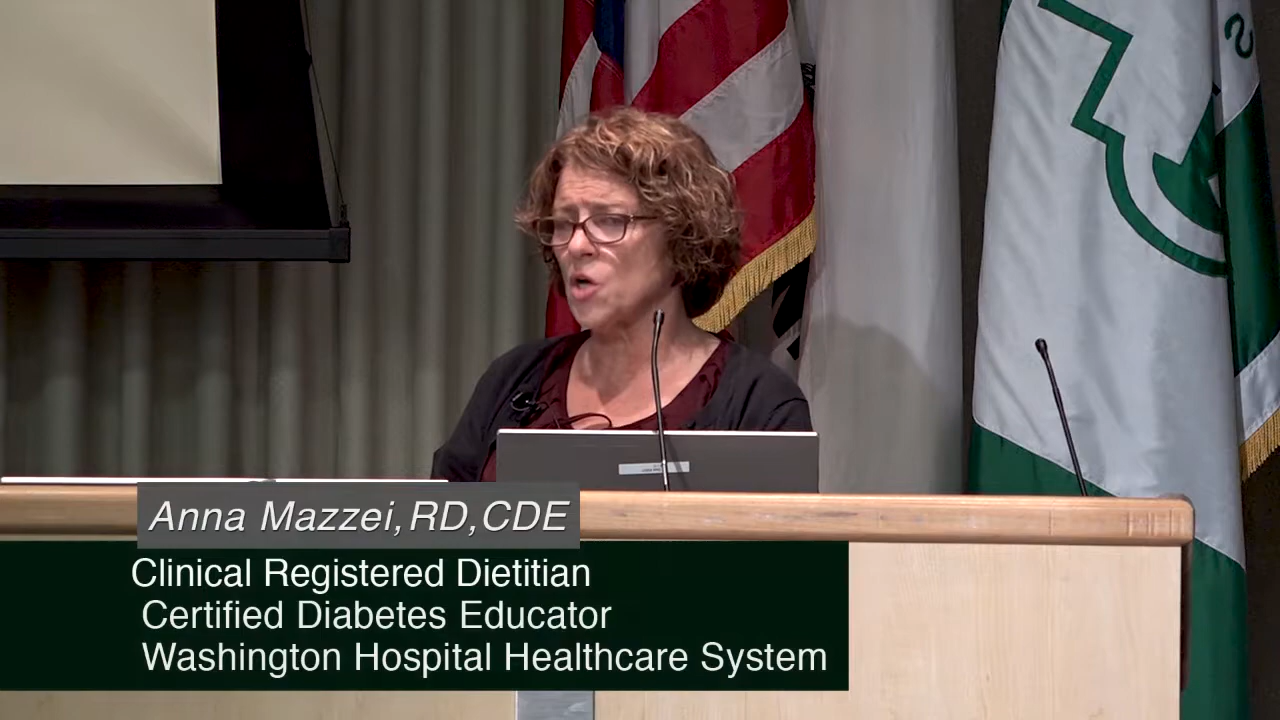 Anna Mazzei,RD,CDE
Clinical Registered Dietitian
Certified Diabetes Educator
Washington Hospital Healthcare System